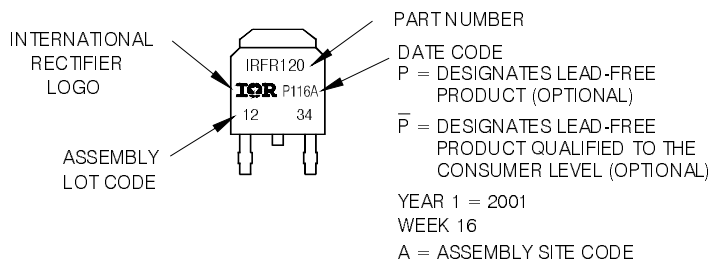 INTERNATIONAL
RECTIFIER
LOGO
ASSEMBLY
LOT CODE
IRFR120
IOR P116A
12 34
PART NUMBER
DATE CODE
P = DESIGNATES LEAD-FREE
PRODUCT (OPTIONAL)
P̅ = DESIGNATES LEAD-FREE
PRODUCT QUALIFIED TO THE
CONSUMER LEVEL (OPTIONAL)
YEAR 1 = 2001
WEEK 16
A = ASSEMBLY SITE CODE